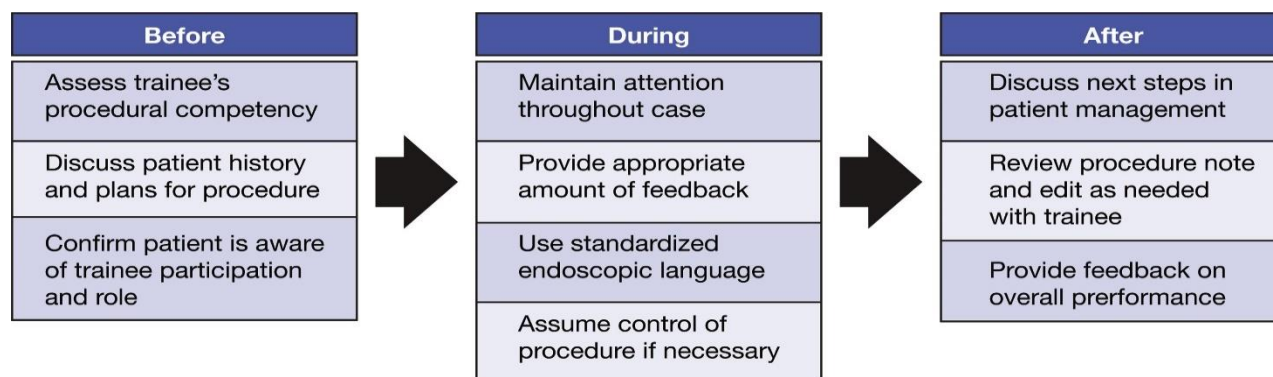 Before
Assess trainee's
procedural competency
Discuss patient history
and plans for procedure
Confirm patient is aware
of trainee participation
and role
During
Maintain attention
throughout case
Provide appropriate
amount of feedback
Use standardized
endoscopic language
Assume control of
procedure if necessary
After
Discuss next steps in
patient management
Review procedure note
and edit as needed
with trainee
Provide feedback on
overall prerformance